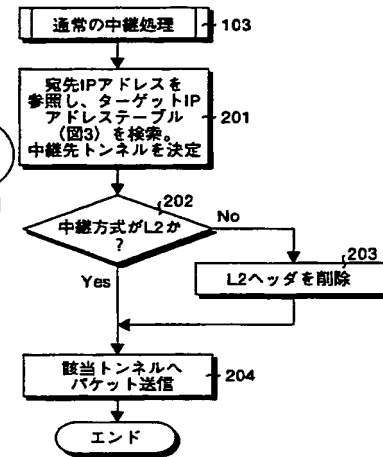 通常の中継処理
103
宛先IPアドレスを
参照し、ターゲットIP
アドレステーブル
（図3）を検索。
中継先トンネルを決定
201
202
中継方式がL2か
?
No
Yes
203
L2ヘッダを削除
該当トンネルへ
パケット送信
204
エンド